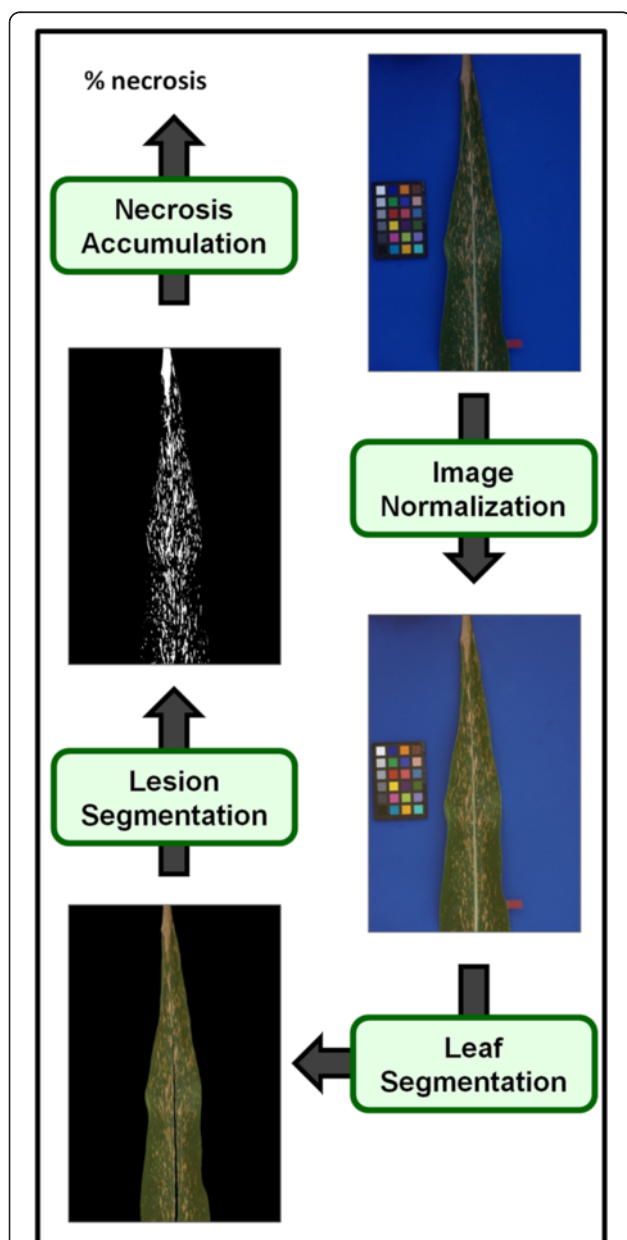 % necrosis
Necrosis
Accumulation
Image
Normalization
Lesion
Segmentation
Leaf
Segmentation